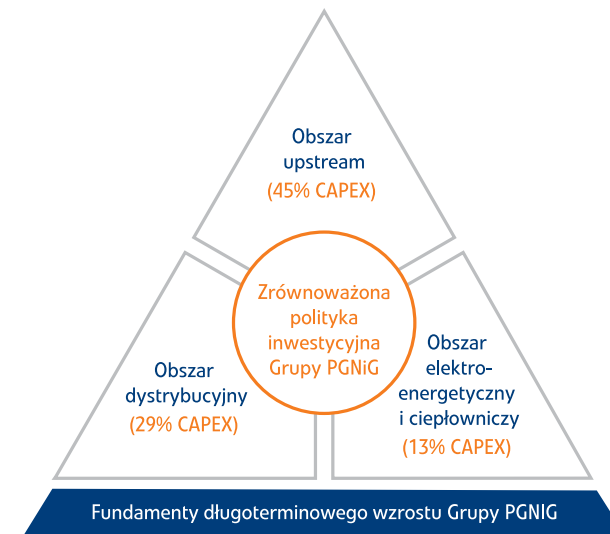 Obszar
upstream
(45% CAPEX)
Zrównoważona
polityka
inwestycyjna
Grupy PGNiG
Obszar
dystrybucyjny
(29% CAPEX)
Obszar
elektro-
energetyczny
i ciepłowniczy
(13% CAPEX)
Fundamenty długoterminowego wzrostu Grupy PGNIG